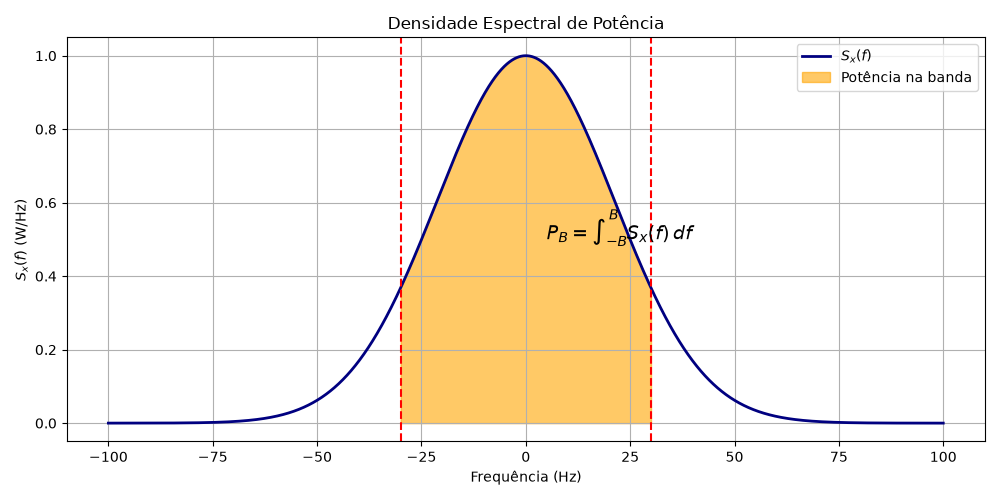 Densidade Espectral de Potência
S_x(f)
Potência na banda
P_B = ∫_{-B}^{B} S_x(f) df
S_x(f) (W/Hz)
1.0
0.8
0.6
0.4
0.2
0.0
−100 −75 −50 −25 0 25 50 75 100
Frequência (Hz)